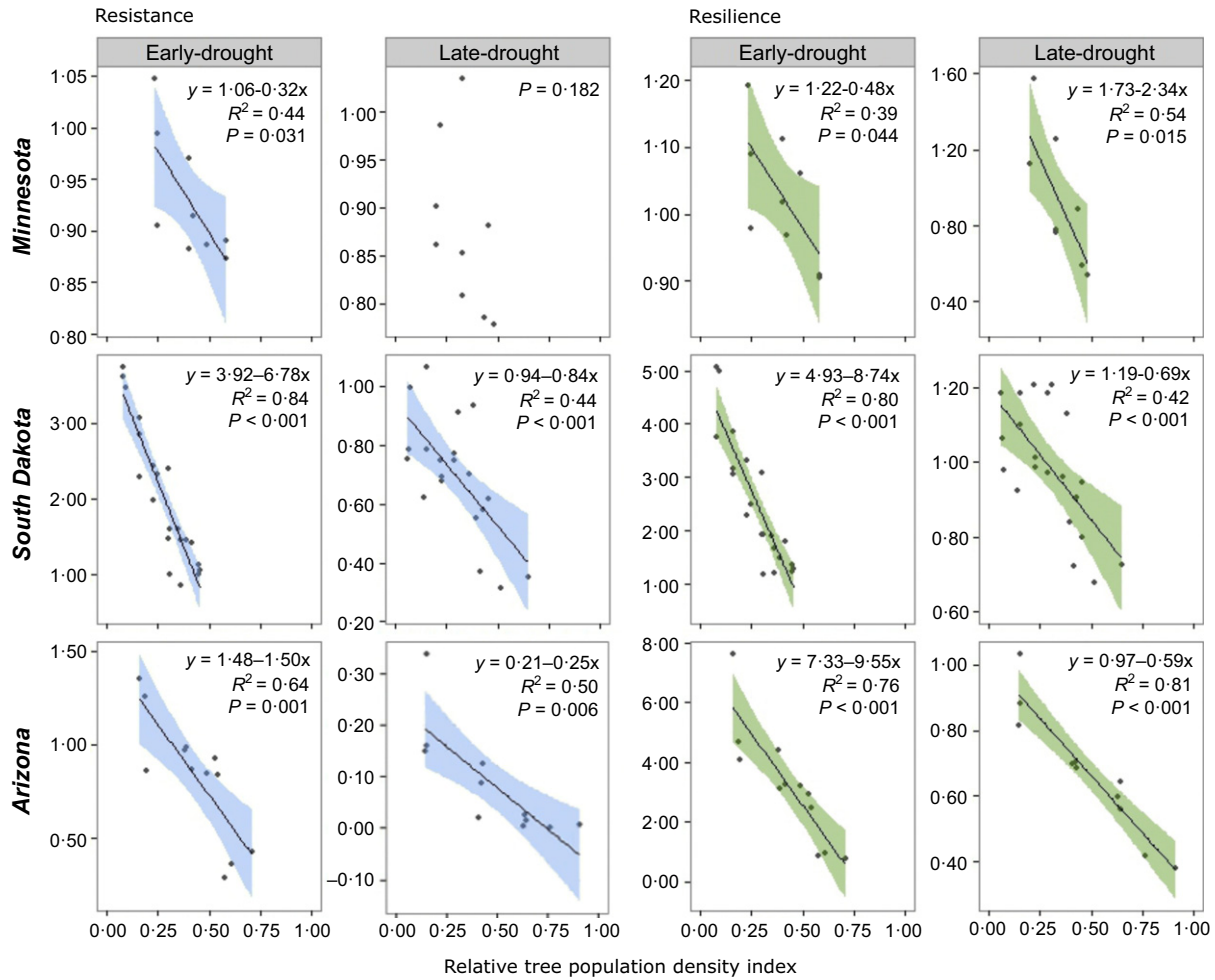 Resistance
Resilience
Early-drought
Late-drought
Early-drought
Late-drought
Minnesota
1·05
1·00
0·95
0·90
0·85
0·80
y = 1·06-0·32x
R² = 0·44
P = 0·031
1·00
0·95
0·90
0·85
0·80
P = 0·182
1·20
1·10
1·00
0·90
y = 1·22-0·48x
R² = 0·39
P = 0·044
1·60
1·20
0·80
0·40
y = 1·73-2·34x
R² = 0·54
P = 0·015
South Dakota
3·00
2·00
1·00
y = 3·92–6·78x
R² = 0·84
P < 0·001
1·00
0·80
0·60
0·40
0·20
y = 0·94–0·84x
R² = 0·44
P < 0·001
5·00
4·00
3·00
2·00
1·00
y = 4·93–8·74x
R² = 0·80
P < 0·001
1·20
1·00
0·80
0·60
y = 1·19-0·69x
R² = 0·42
P < 0·001
Arizona
1·50
1·00
0·50
y = 1·48–1·50x
R² = 0·64
P = 0·001
0·30
0·20
0·10
0·00
–0·10
y = 0·21–0·25x
R² = 0·50
P = 0·006
8·00
6·00
4·00
2·00
0·00
y = 7·33–9·55x
R² = 0·76
P < 0·001
1·00
0·80
0·60
0·40
y = 0·97–0·59x
R² = 0·81
P < 0·001
0·00 0·25 0·50 0·75 1·00
0·00 0·25 0·50 0·75 1·00
0·00 0·25 0·50 0·75 1·00
0·00 0·25 0·50 0·75 1·00
Relative tree population density index